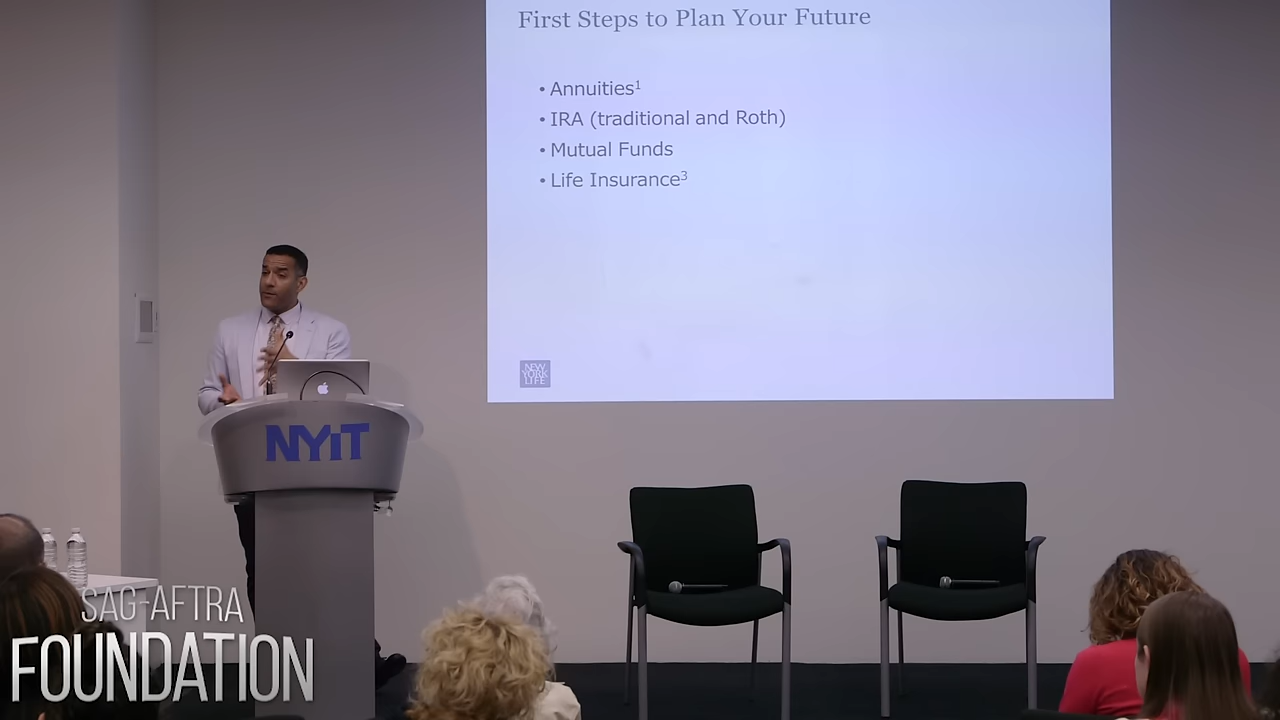 First Steps to Plan Your Future
• Annuities¹
• IRA (traditional and Roth)
• Mutual Funds
• Life Insurance³
NEW
YORK
LIFE
NYiT
SAG-AFTRA
FOUNDATION